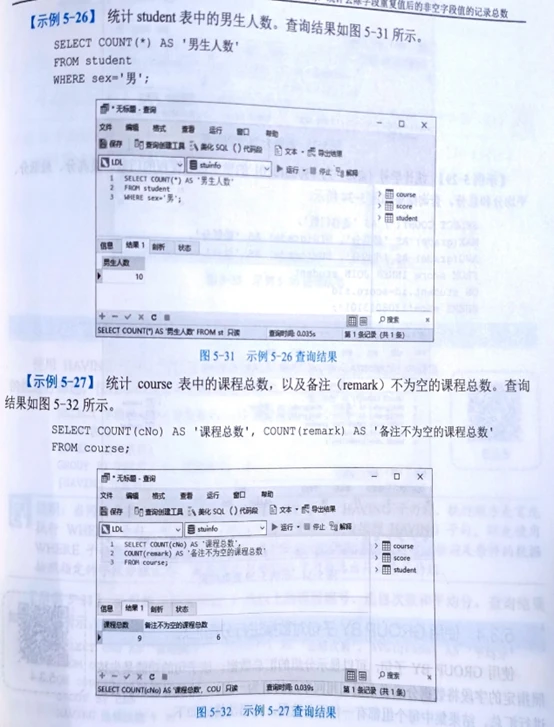 后的非空字段值的记录总数
【示例 5-26】 统计 student 表中的男生人数。查询结果如图 5-31 所示。
SELECT COUNT(*) AS '男生人数'
FROM student
WHERE sex='男';
* 无标题 - 查询
文件 编辑 格式 查看 运行 窗口 帮助
保存 查询创建工具 美化 SQL () 代码段 文本 导出结果
LDL stuinfo 运行 停止 解释
1 SELECT COUNT(*) AS '男生人数'
2 FROM student
3 WHERE sex='男';
course
score
student
信息 结果 1 剖析 状态
男生人数
10
搜索
SELECT COUNT(*) AS '男生人数' FROM st 只读 查询时间: 0.035s 第 1 条记录 (共 1 条)
图 5-31 示例 5-26 查询结果
【示例 5-27】 统计 course 表中的课程总数，以及备注（remark）不为空的课程总数。查询
结果如图 5-32 所示。
SELECT COUNT(cNo) AS '课程总数', COUNT(remark) AS '备注不为空的课程总数'
FROM course;
* 无标题 - 查询
文件 编辑 格式 查看 运行 窗口 帮助
保存 查询创建工具 美化 SQL () 代码段 文本 导出结果
LDL stuinfo 运行 停止 解释
1 SELECT COUNT(cNo) AS '课程总数',
2 COUNT(remark) AS '备注不为空的课程总数'
3 FROM course;
course
score
student
信息 结果 1 剖析 状态
课程总数 备注不为空的课程总数
9 6
搜索
SELECT COUNT(cNo) AS '课程总数', COU 只读 查询时间: 0.039s 第 1 条记录 (共 1 条)
图 5-32 示例 5-27 查询结果